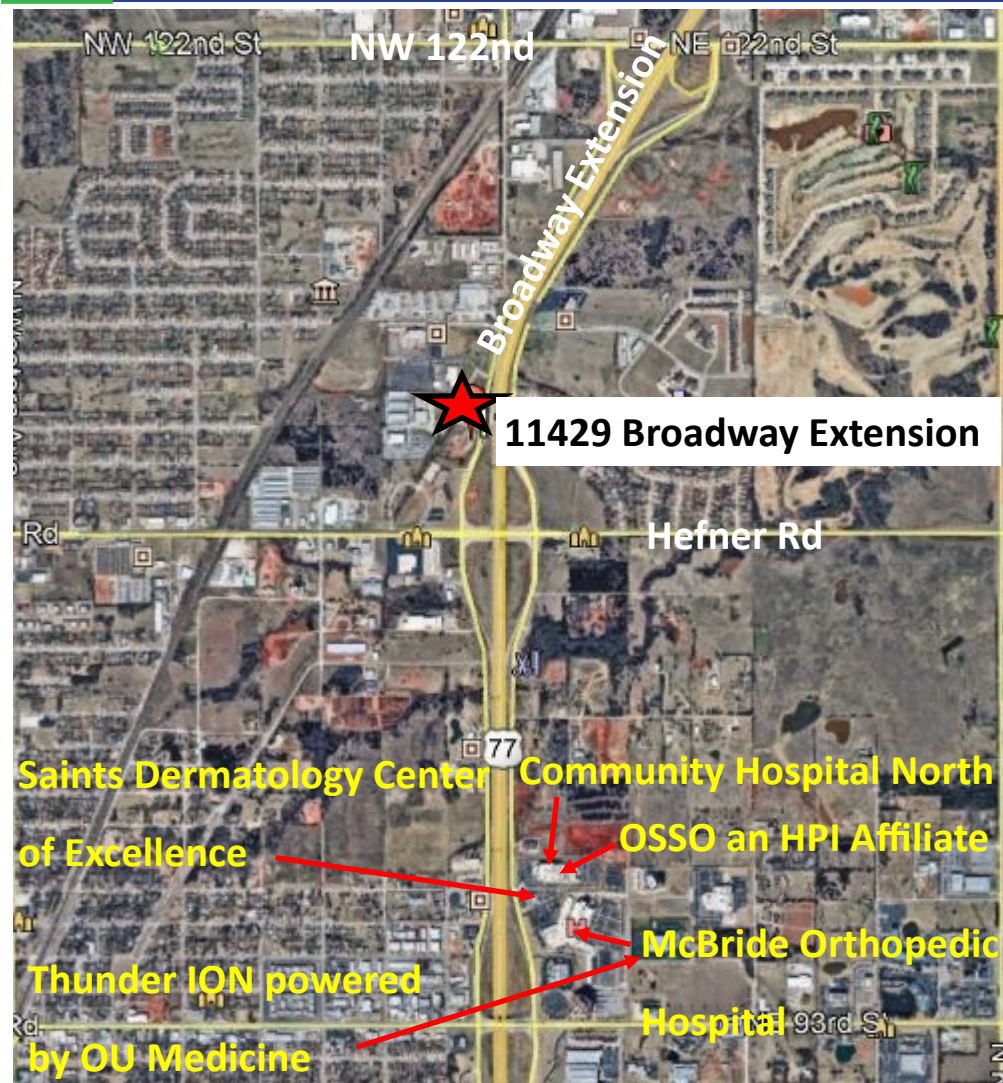 NW 122nd St
NW 122nd
NE 122nd St
Broadway Extension
11429 Broadway Extension
Rd
Hefner Rd
77
Saints Dermatology Center
of Excellence
Community Hospital North
OSSO an HPI Affiliate
McBride Orthopedic
Hospital
Thunder ION powered
by OU Medicine
Rd
93rd S